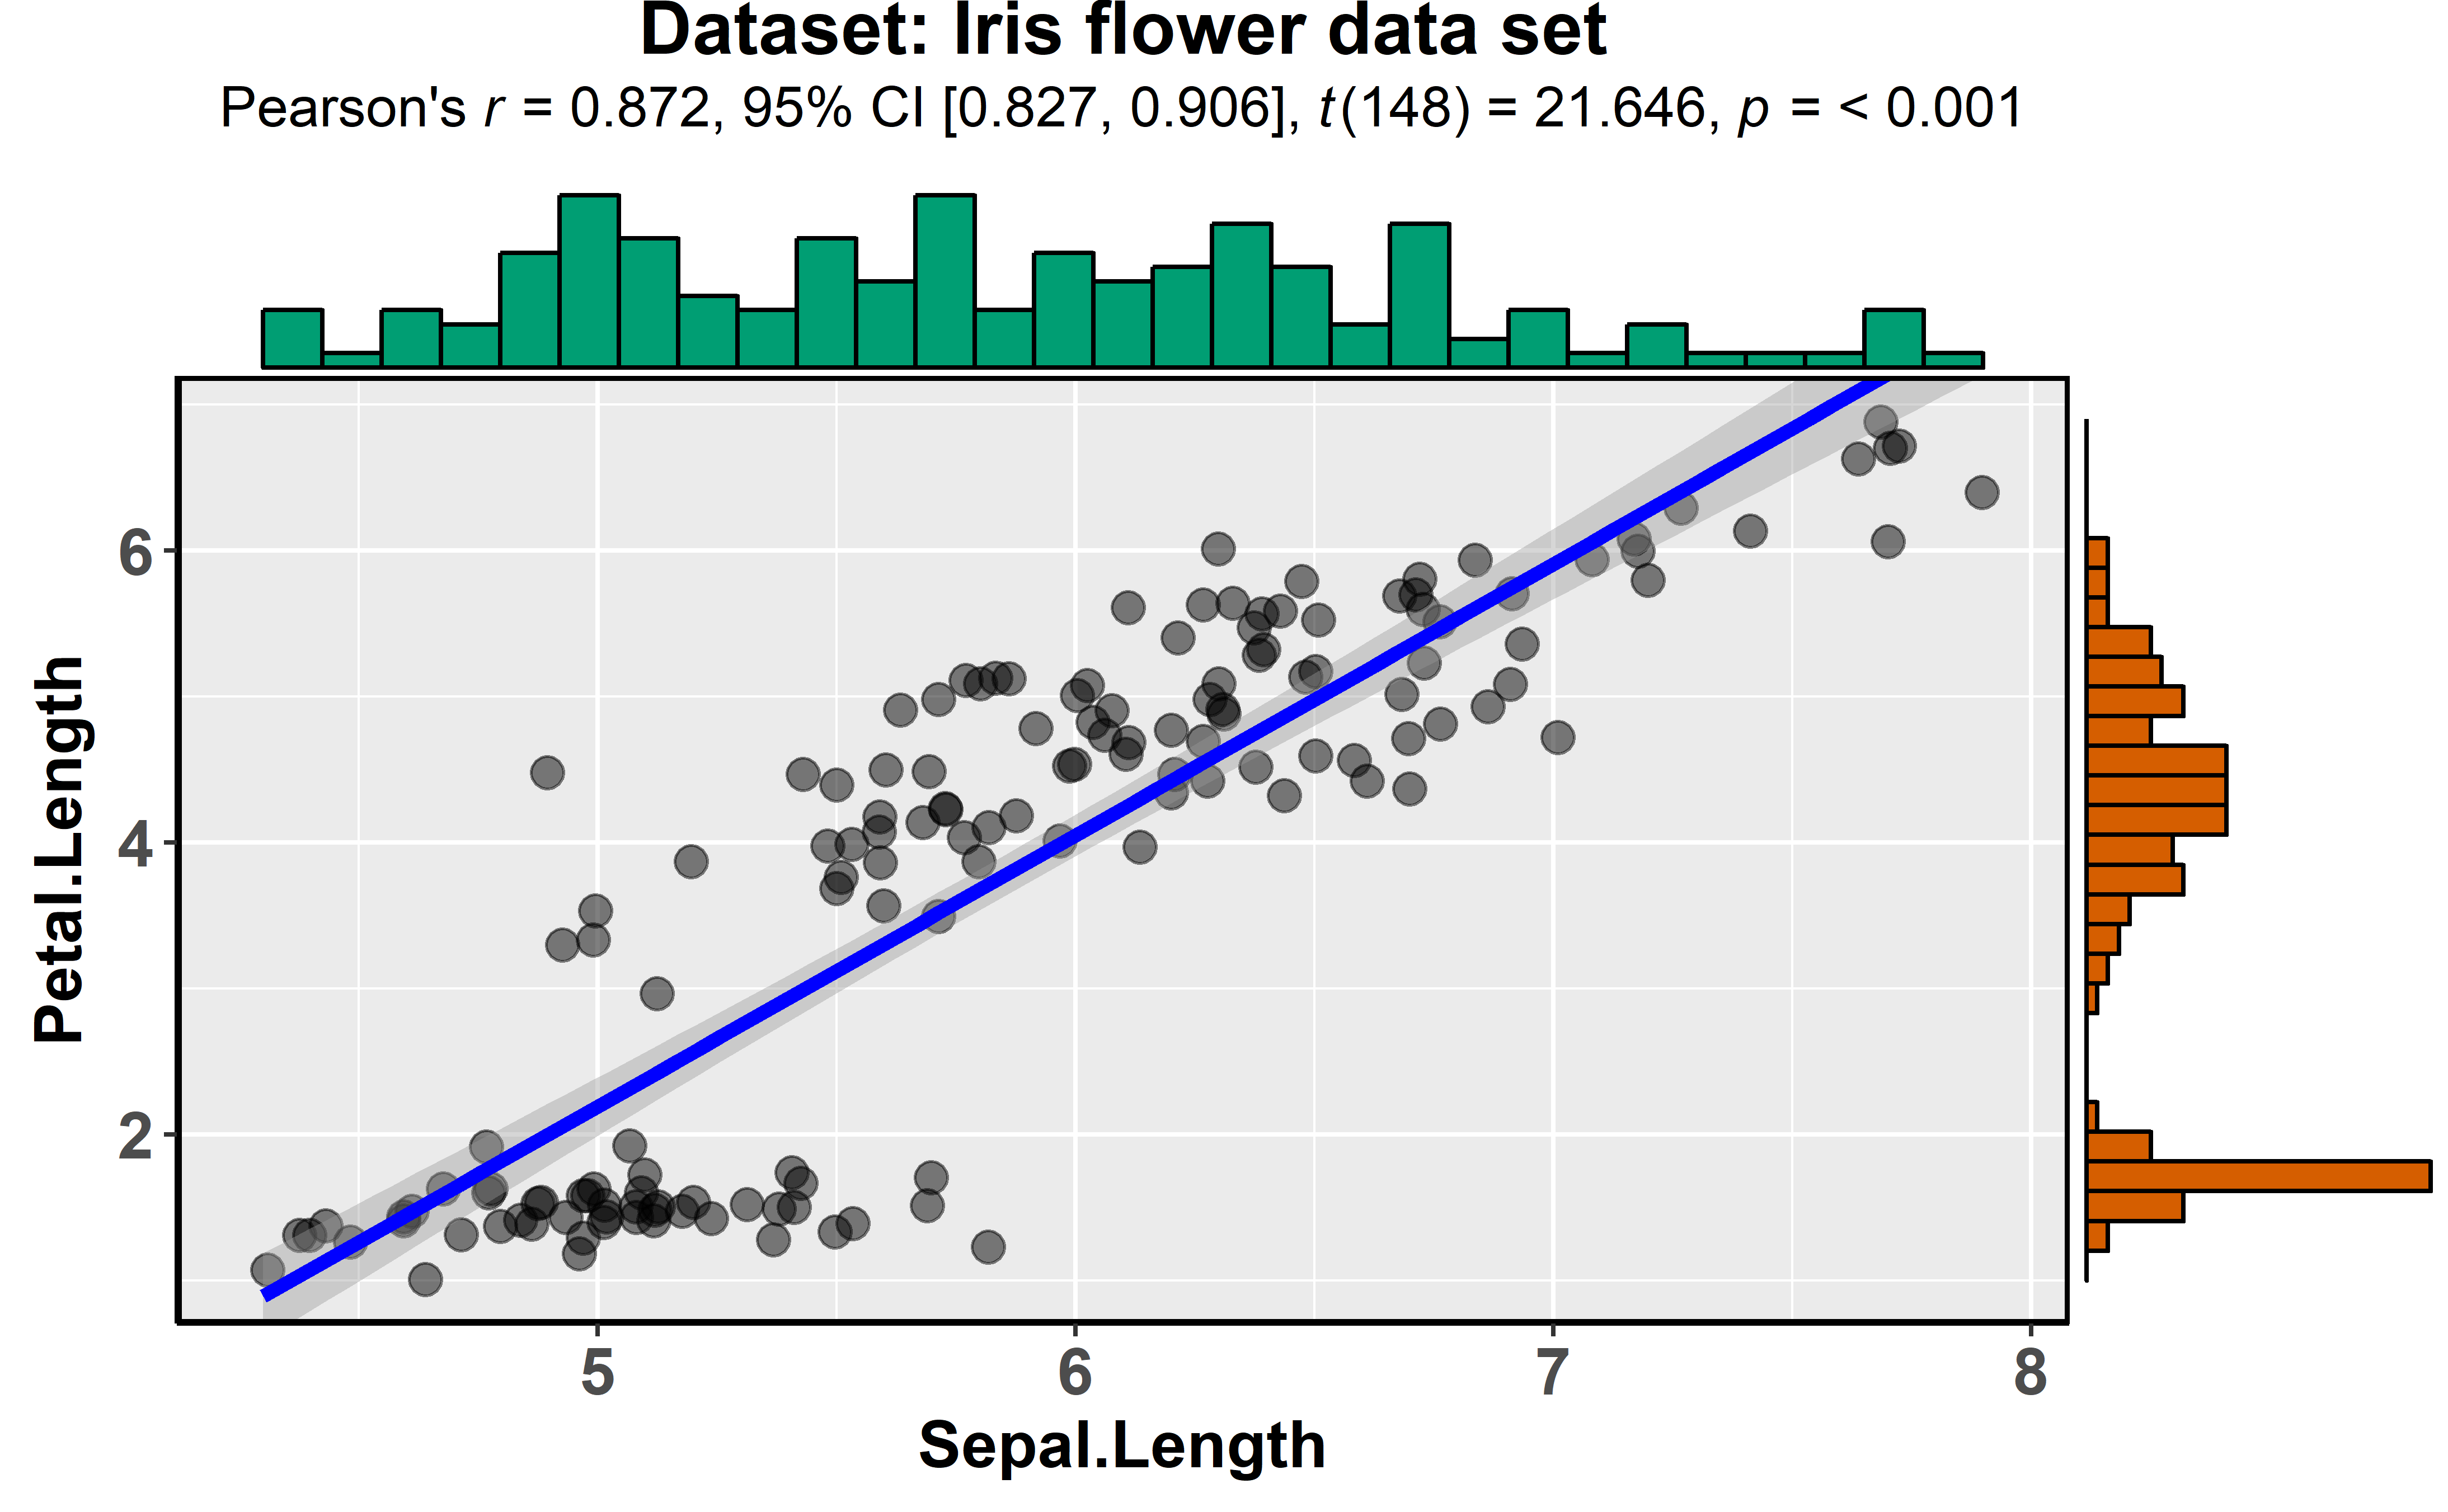 Dataset: Iris flower data set
Pearson's r = 0.872, 95% CI [0.827, 0.906], t(148) = 21.646, p = < 0.001
6
4
2
Petal.Length
5 6 7 8
Sepal.Length